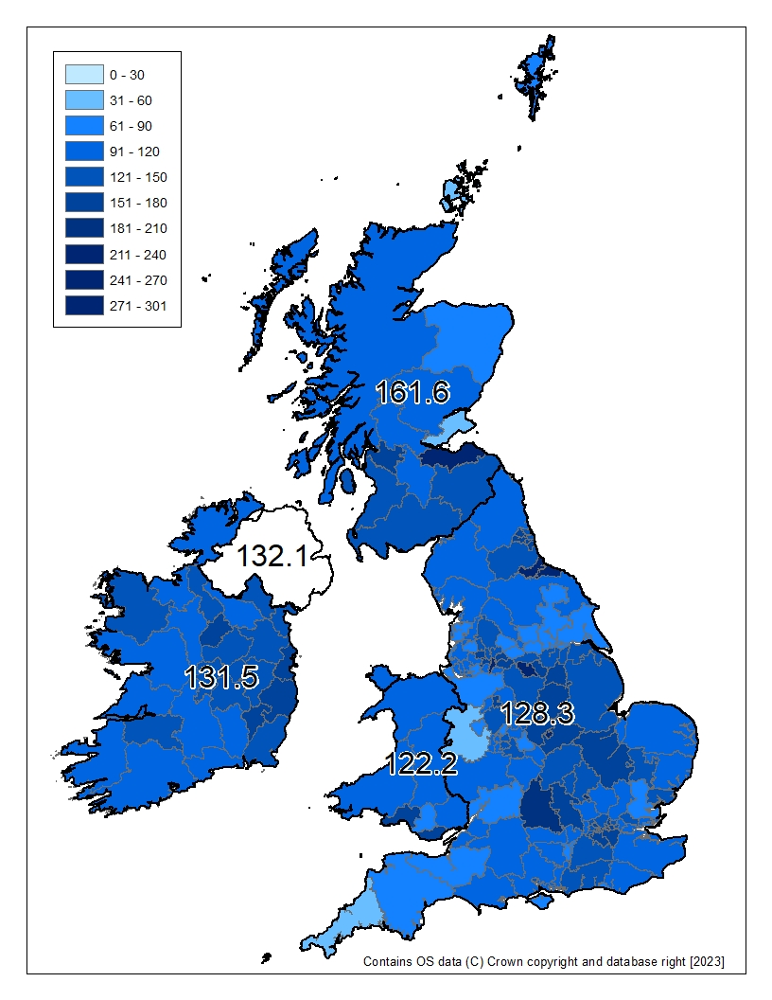 0 - 30
31 - 60
61 - 90
91 - 120
121 - 150
151 - 180
181 - 210
211 - 240
241 - 270
271 - 301
161.6
132.1
131.5
128.3
122.2
Contains OS data (C) Crown copyright and database right [2023]